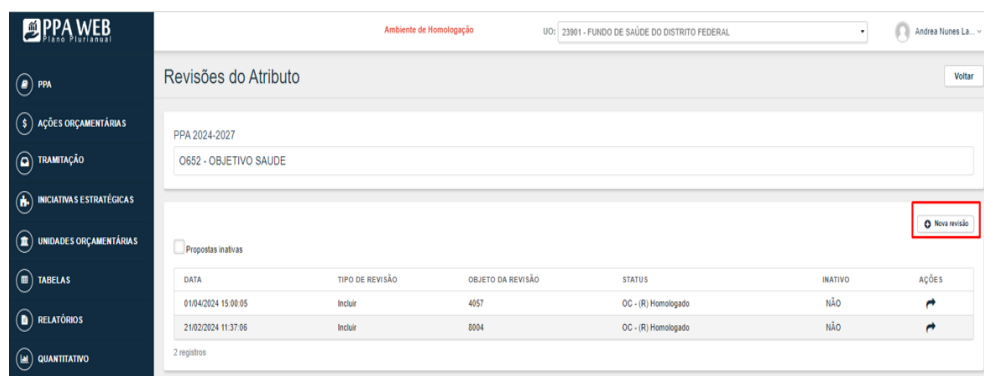 PPA WEB
Plano Plurianual
Ambiente de Homologação
UO: 23901 - FUNDO DE SAÚDE DO DISTRITO FEDERAL
Andrea Nunes La...
PPA
AÇÕES ORÇAMENTÁRIAS
TRAMITAÇÃO
INICIATIVAS ESTRATÉGICAS
UNIDADES ORÇAMENTÁRIAS
TABELAS
RELATÓRIOS
QUANTITATIVO
Revisões do Atributo
Voltar
PPA 2024-2027
O652 - OBJETIVO SAUDE
Nova revisão
Propostas inativas
DATA TIPO DE REVISÃO OBJETO DA REVISÃO STATUS INATIVO AÇÕES
01/04/2024 15:00:05 Incluir 4057 OC - (R) Homologado NÃO
21/02/2024 11:37:06 Incluir 8004 OC - (R) Homologado NÃO
2 registros